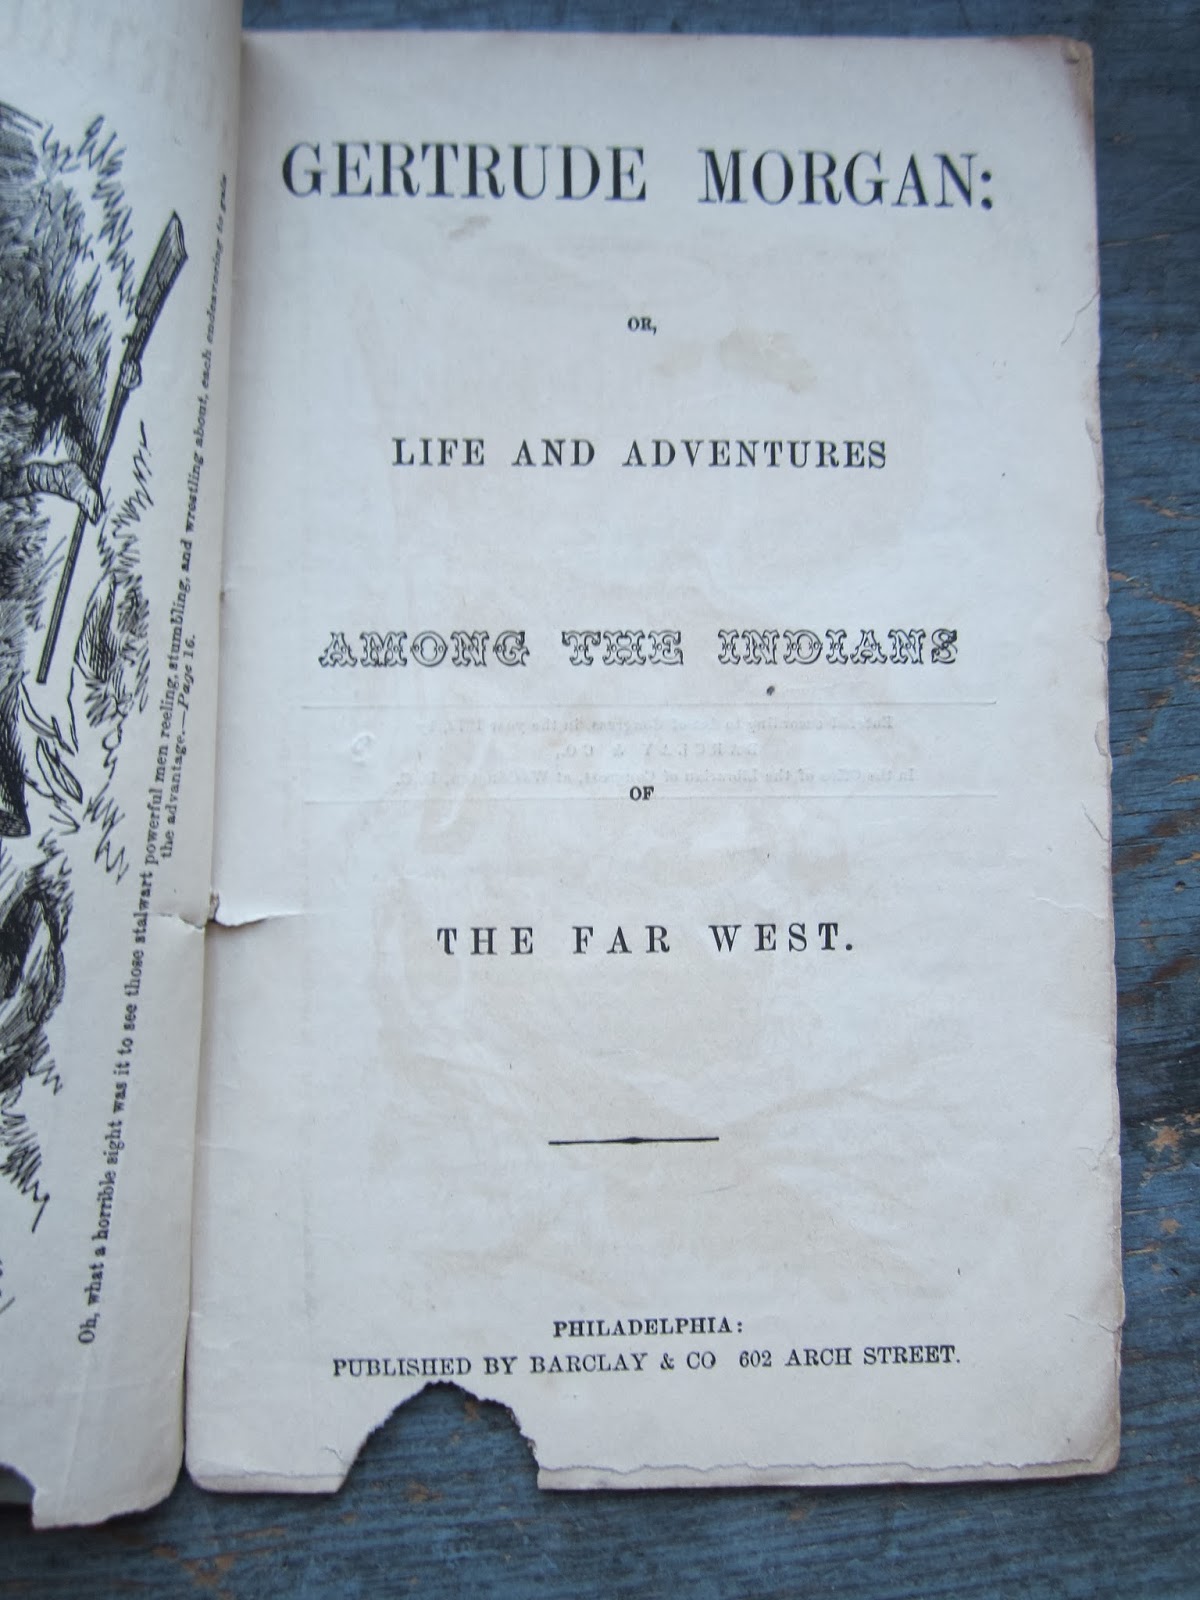 Oh, what a horrible sight was it to see those stalwart powerful men reeling, stumbling, and wrestling about, each endeavoring to gain
the advantage.—Page 16.
GERTRUDE MORGAN:
OR,
LIFE AND ADVENTURES
AMONG THE INDIANS
OF
THE FAR WEST.
PHILADELPHIA:
PUBLISHED BY BARCLAY & CO 602 ARCH STREET.